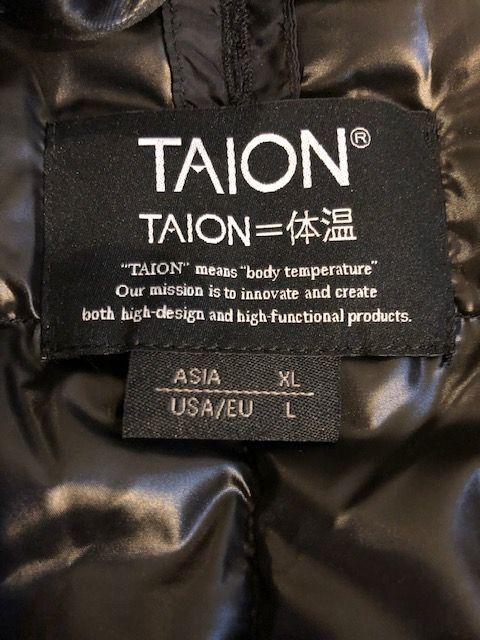 TAION®
TAION=体温
"TAION" means "body temperature"
Our mission is to innovate and create
both high-design and high-functional products.
ASIA XL
USA/EU L